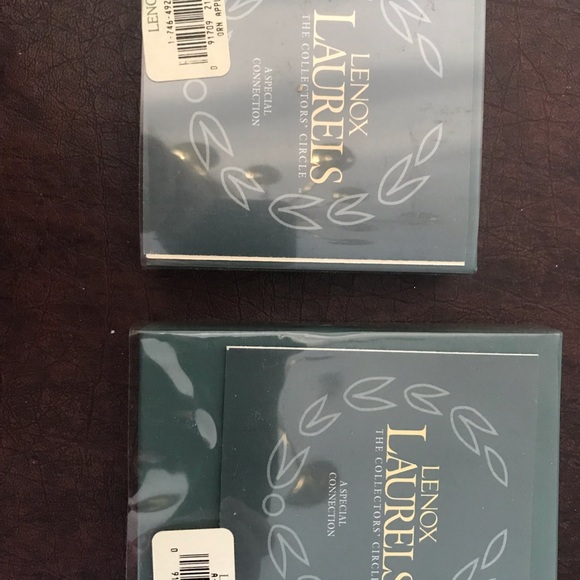 LENOX
LAURELS
THE COLLECTORS' CIRCLE
A SPECIAL
CONNECTION
LENOX
LAURELS
THE COLLECTORS' CIRCLE
A SPECIAL
CONNECTION